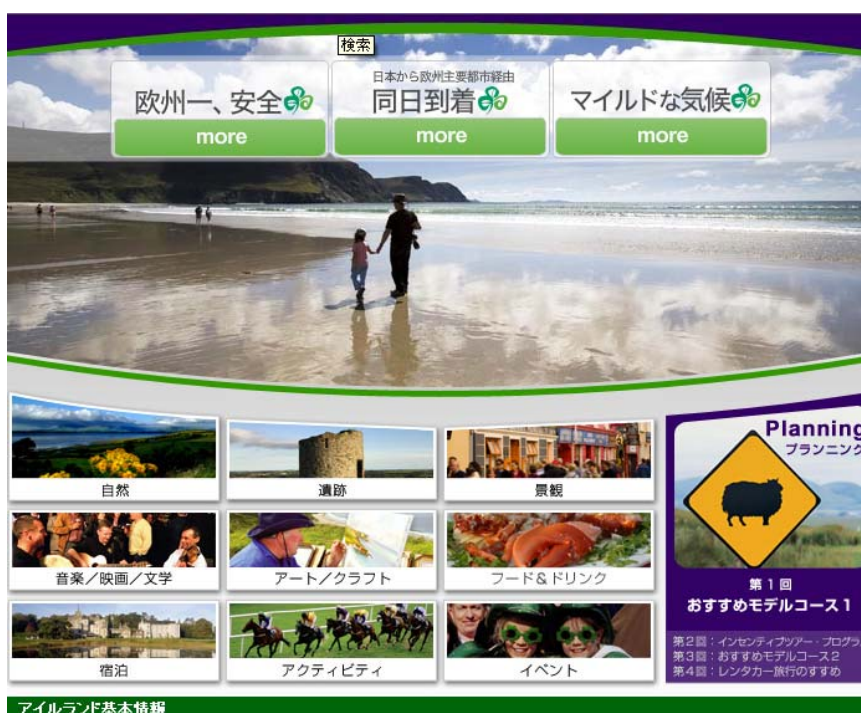 検索
欧州一、安全
more
日本から欧州主要都市経由
同日到着
more
マイルドな気候
more
自然
遺跡
景観
音楽／映画／文学
アート／クラフト
フード＆ドリンク
宿泊
アクティビティ
イベント
Planning
プランニング
第1回
おすすめモデルコース1
第2回：インセンティブツアー・プログラ
第3回：おすすめモデルコース2
第4回：レンタカー旅行のすすめ
アイルランド基本情報